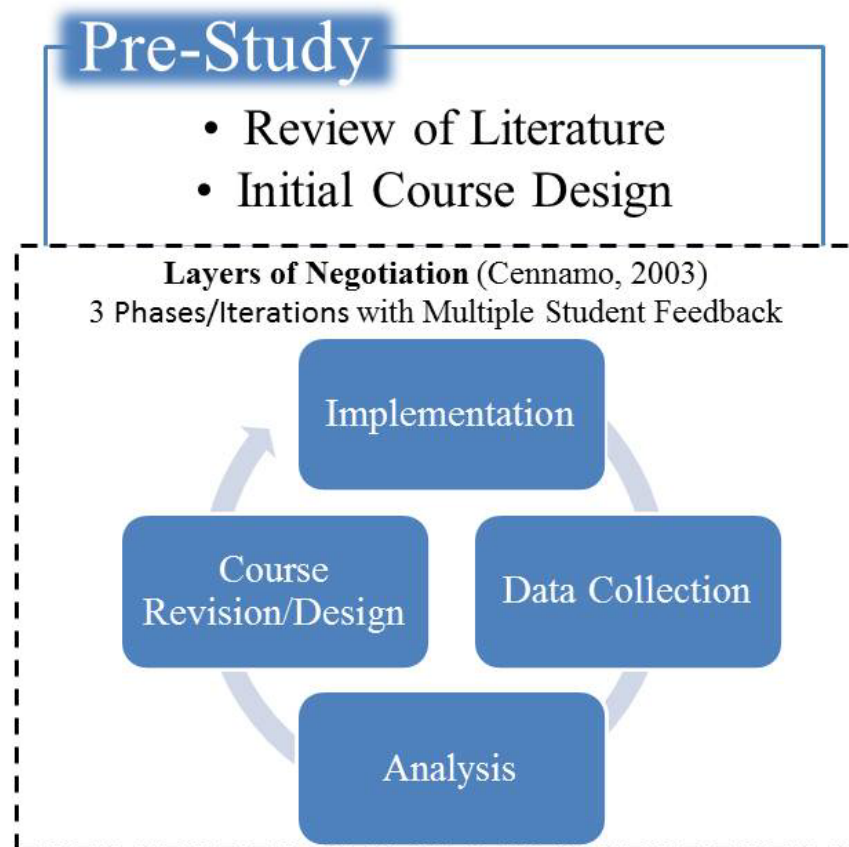 Pre-Study
• Review of Literature
• Initial Course Design
Layers of Negotiation (Cennamo, 2003)
3 Phases/Iterations with Multiple Student Feedback
Implementation
Course
Revision/Design
Data Collection
Analysis